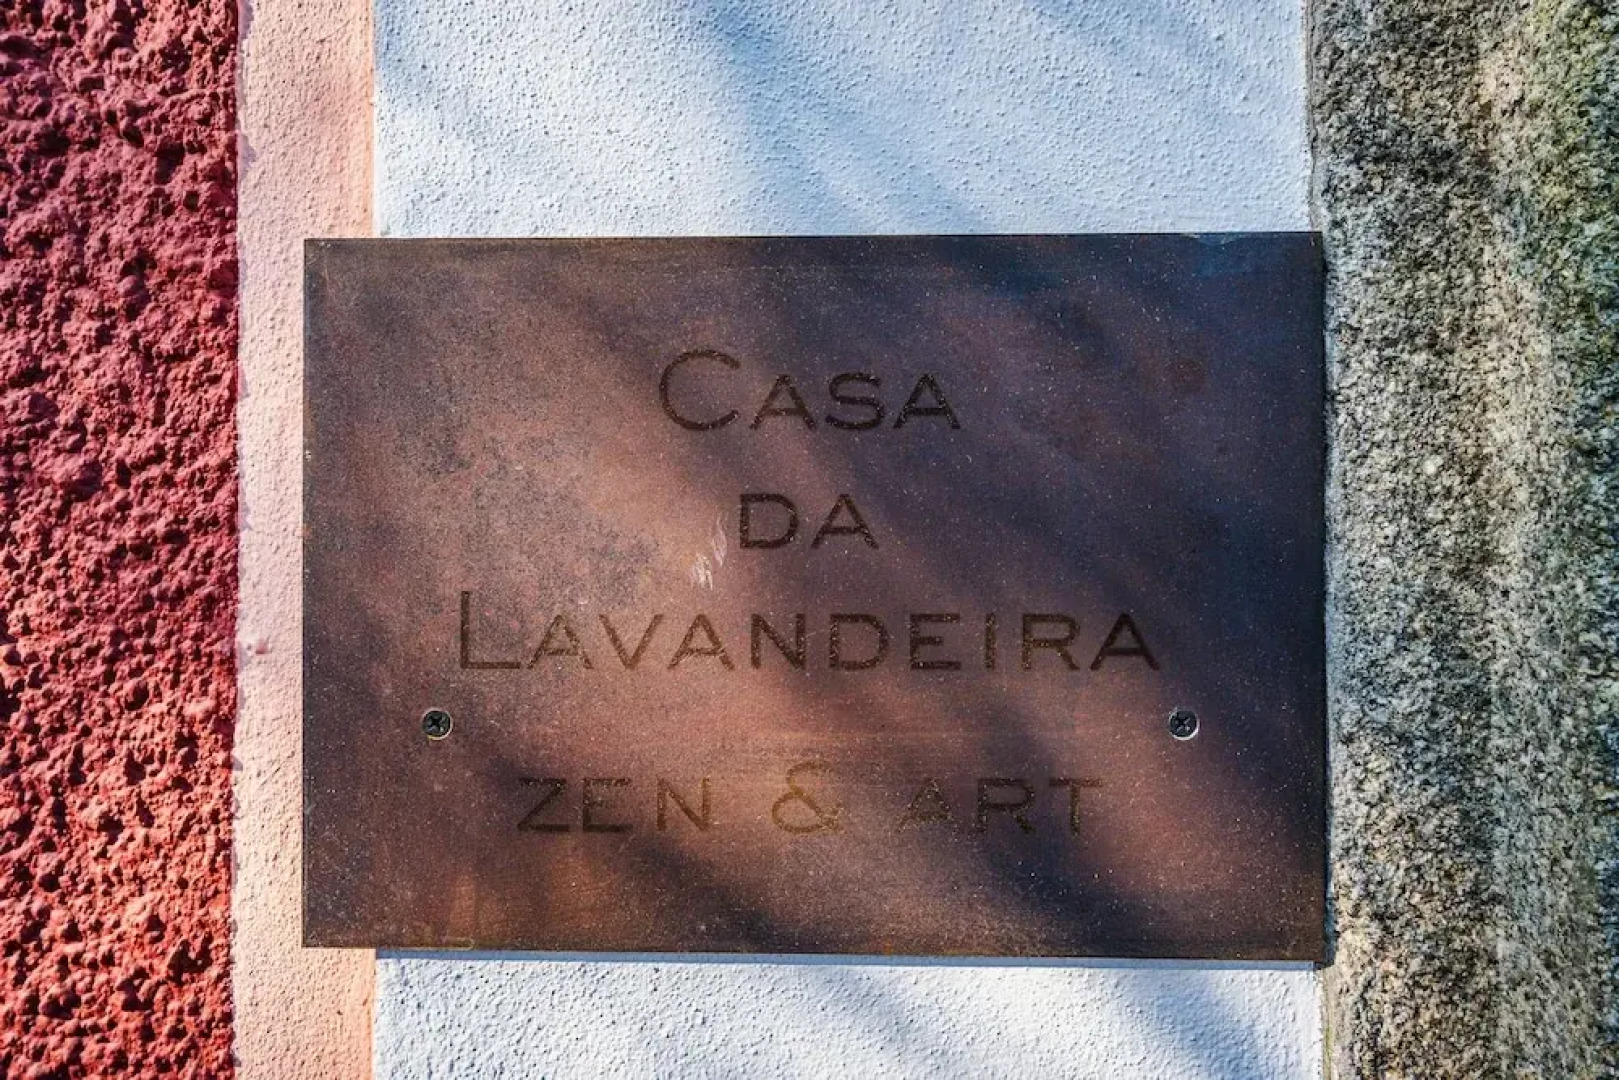 Casa
da
Lavandeira
zen & art